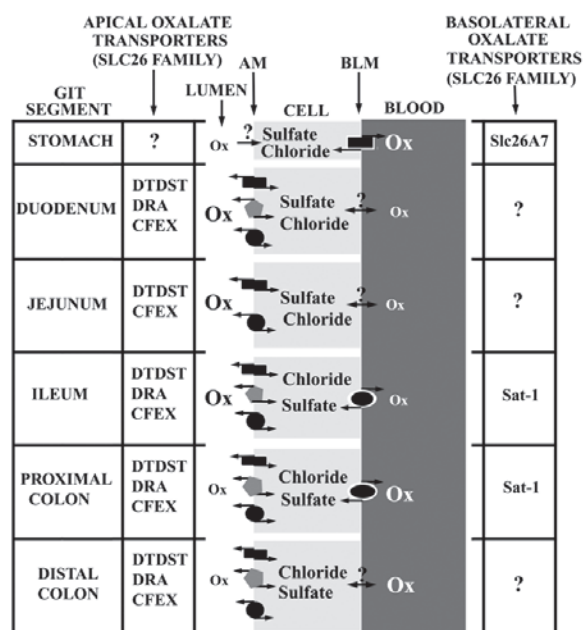 APICAL OXALATE
TRANSPORTERS
(SLC26 FAMILY)
BASOLATERAL
OXALATE
TRANSPORTERS
(SLC26 FAMILY)
AM
BLM
GIT
SEGMENT
LUMEN
CELL
BLOOD
STOMACH
?
Ox
?
Sulfate
Chloride
Ox
Slc26A7
DUODENUM
DTDST
DRA
CFEX
Ox
Sulfate
Chloride
?
Ox
?
JEJUNUM
DTDST
CFEX
Ox
Sulfate
Chloride
?
Ox
?
ILEUM
DTDST
DRA
CFEX
Ox
Chloride
Sulfate
Ox
Sat-1
PROXIMAL
COLON
DTDST
DRA
CFEX
Ox
Chloride
Sulfate
Ox
Sat-1
DISTAL
COLON
DTDST
DRA
CFEX
Ox
Chloride
Sulfate
?
Ox
?